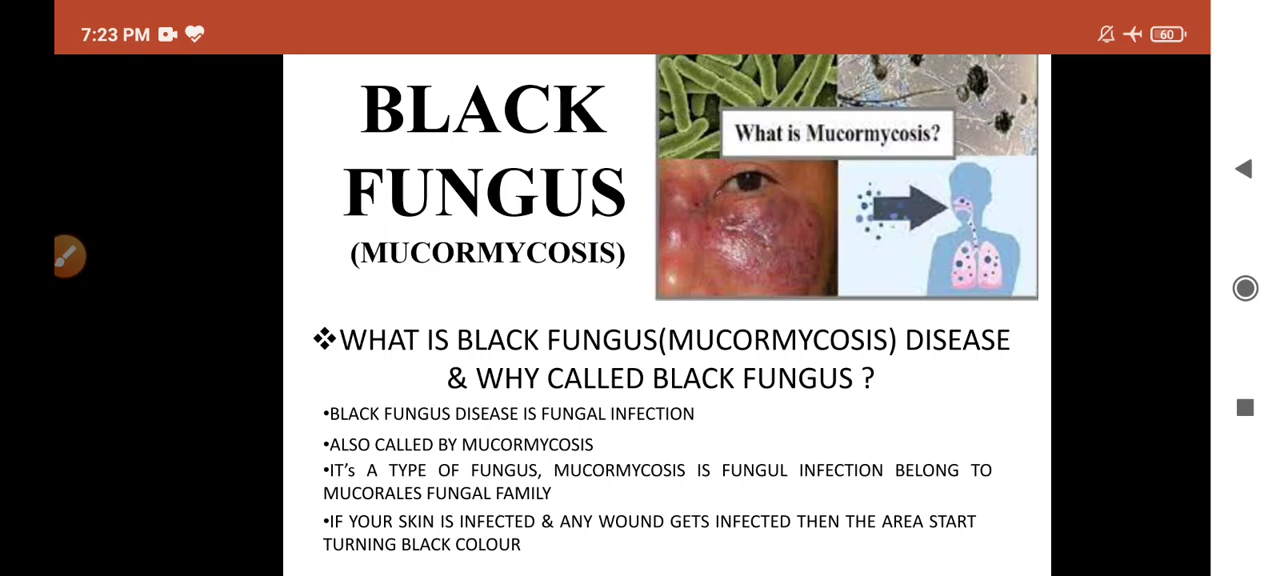 7:23 PM
60
BLACK
FUNGUS
(MUCORMYCOSIS)
What is Mucormycosis?
❖WHAT IS BLACK FUNGUS(MUCORMYCOSIS) DISEASE
& WHY CALLED BLACK FUNGUS ?
•BLACK FUNGUS DISEASE IS FUNGAL INFECTION
•ALSO CALLED BY MUCORMYCOSIS
•IT's A TYPE OF FUNGUS, MUCORMYCOSIS IS FUNGUL INFECTION BELONG TO
MUCORALES FUNGAL FAMILY
•IF YOUR SKIN IS INFECTED & ANY WOUND GETS INFECTED THEN THE AREA START
TURNING BLACK COLOUR